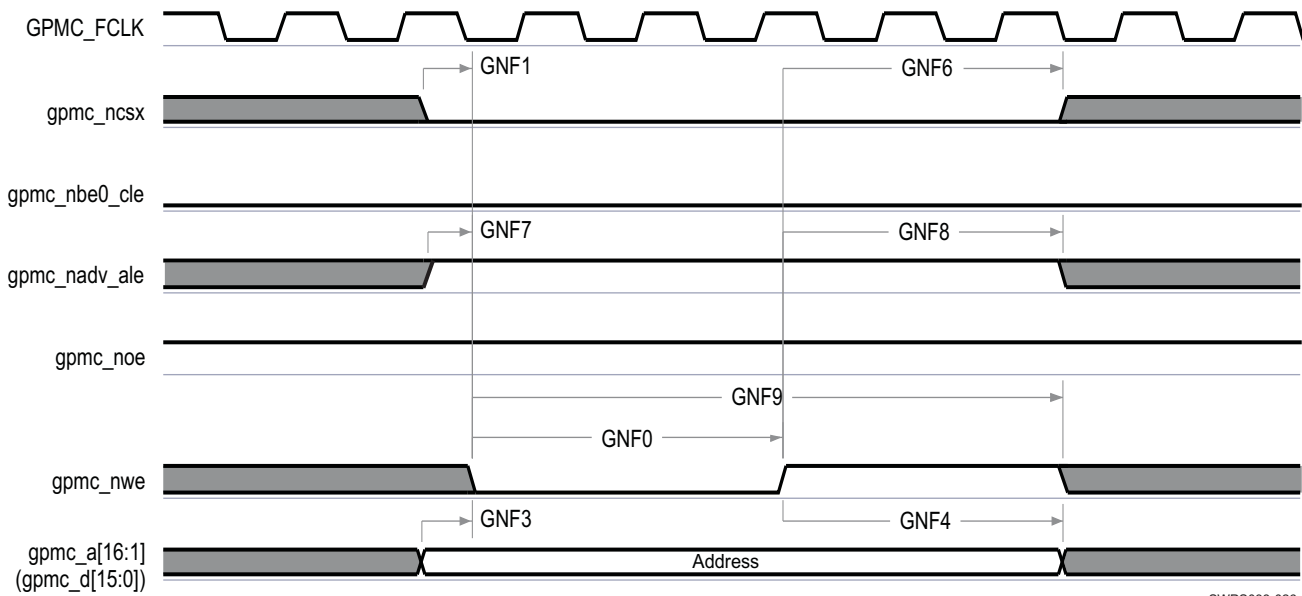 GPMC_FCLK
GNF1
GNF6
gpmc_ncsx
gpmc_nbe0_cle
GNF7
GNF8
gpmc_nadv_ale
gpmc_noe
GNF9
GNF0
gpmc_nwe
GNF3
GNF4
gpmc_a[16:1]
(gpmc_d[15:0])
Address